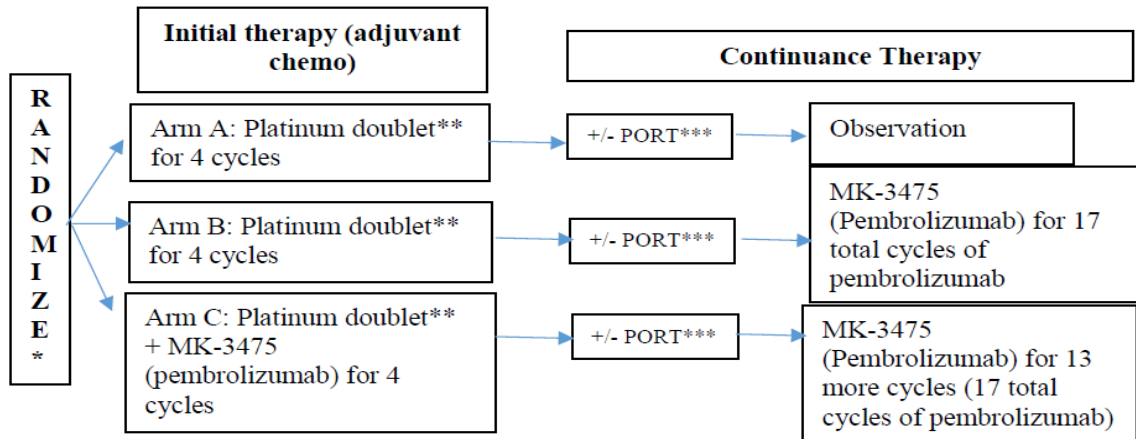 Initial therapy (adjuvant
chemo)
Continuance Therapy
R
A
N
D
O
M
I
Z
E
*
Arm A: Platinum doublet**
for 4 cycles
+/- PORT***
Observation
Arm B: Platinum doublet**
for 4 cycles
+/- PORT***
MK-3475
(Pembrolizumab) for 17
total cycles of
pembrolizumab
Arm C: Platinum doublet**
+ MK-3475
(pembrolizumab) for 4
cycles
+/- PORT***
MK-3475
(Pembrolizumab) for 13
more cycles (17 total
cycles of pembrolizumab)